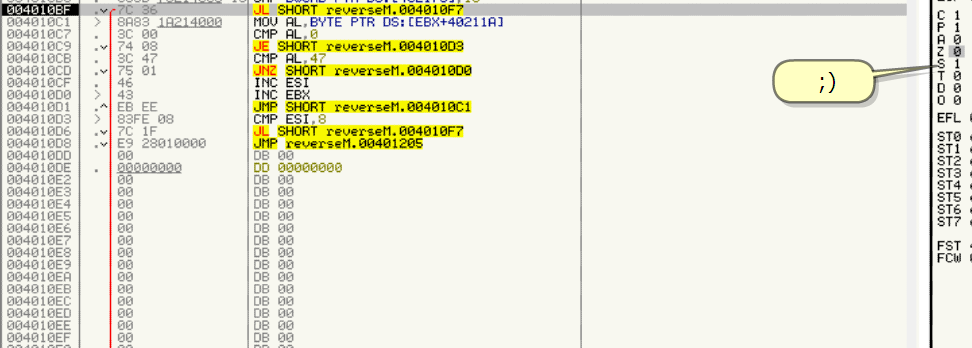 004010BF .v 7C 36 JL SHORT reverseM.004010F7
004010C1 > 8A83 1A214000 MOV AL,BYTE PTR DS:[EBX+40211A]
004010C7 . 3C 00 CMP AL,0
004010C9 .v 74 08 JE SHORT reverseM.004010D3
004010CB . 3C 47 CMP AL,47
004010CD .v 75 01 JNZ SHORT reverseM.004010D0
004010CF . 46 INC ESI
004010D0 > 43 INC EBX
004010D1 .^ EB EE JMP SHORT reverseM.004010C1
004010D3 > 83FE 08 CMP ESI,8
004010D6 .v 7C 1F JL SHORT reverseM.004010F7
004010D8 .v E9 28010000 JMP reverseM.00401205
004010DD 00 DB 00
004010DE . 00000000 DD 00000000
004010E2 00 DB 00
004010E3 00 DB 00
004010E4 00 DB 00
004010E5 00 DB 00
004010E6 00 DB 00
004010E7 00 DB 00
004010E8 00 DB 00
004010E9 00 DB 00
004010EA 00 DB 00
004010EB 00 DB 00
004010EC 00 DB 00
004010ED 00 DB 00
004010EE 00 DB 00
004010EF 00 DB 00
;)
C 1
P 1
A 0
Z 0
S 1
T 0
D 0
O 0
EFL
ST0
ST1
ST2
ST3
ST4
ST5
ST6
ST7
FST
FCW